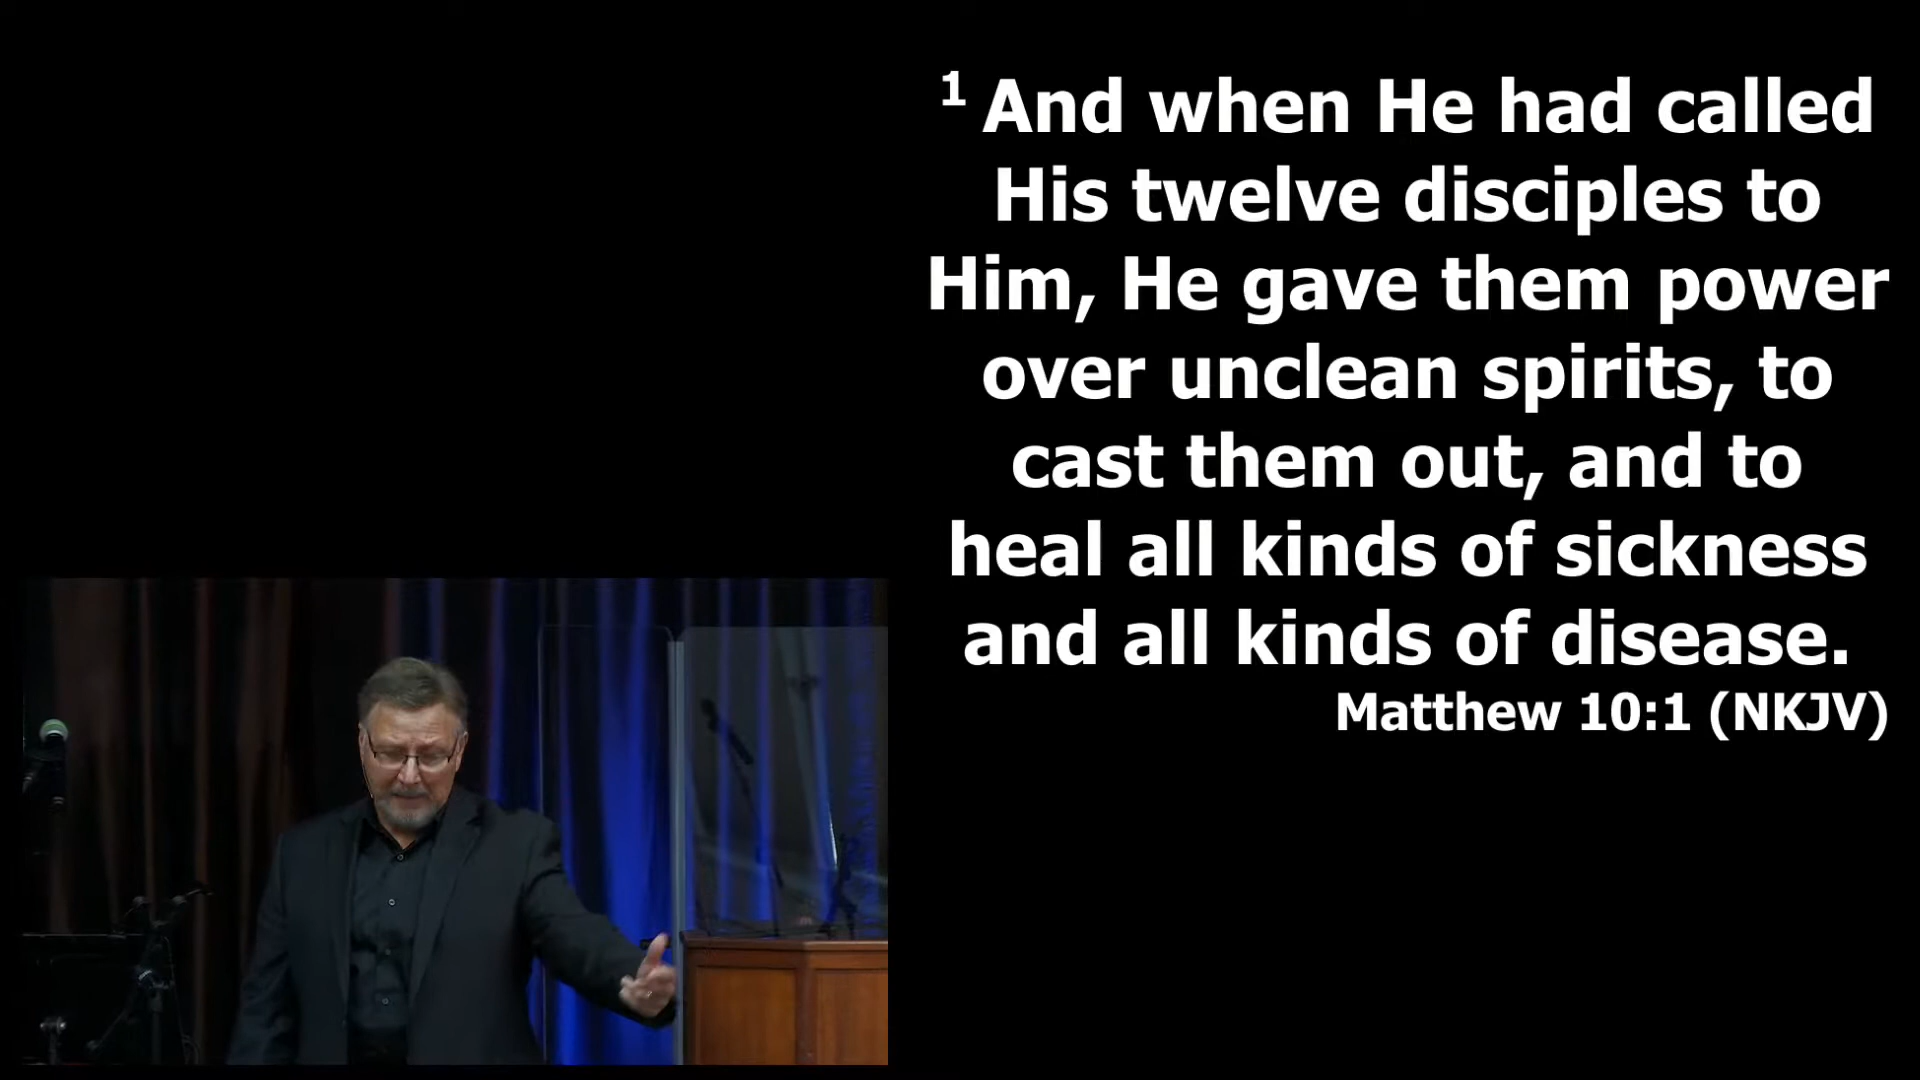 1 And when He had called
His twelve disciples to
Him, He gave them power
over unclean spirits, to
cast them out, and to
heal all kinds of sickness
and all kinds of disease.
Matthew 10:1 (NKJV)